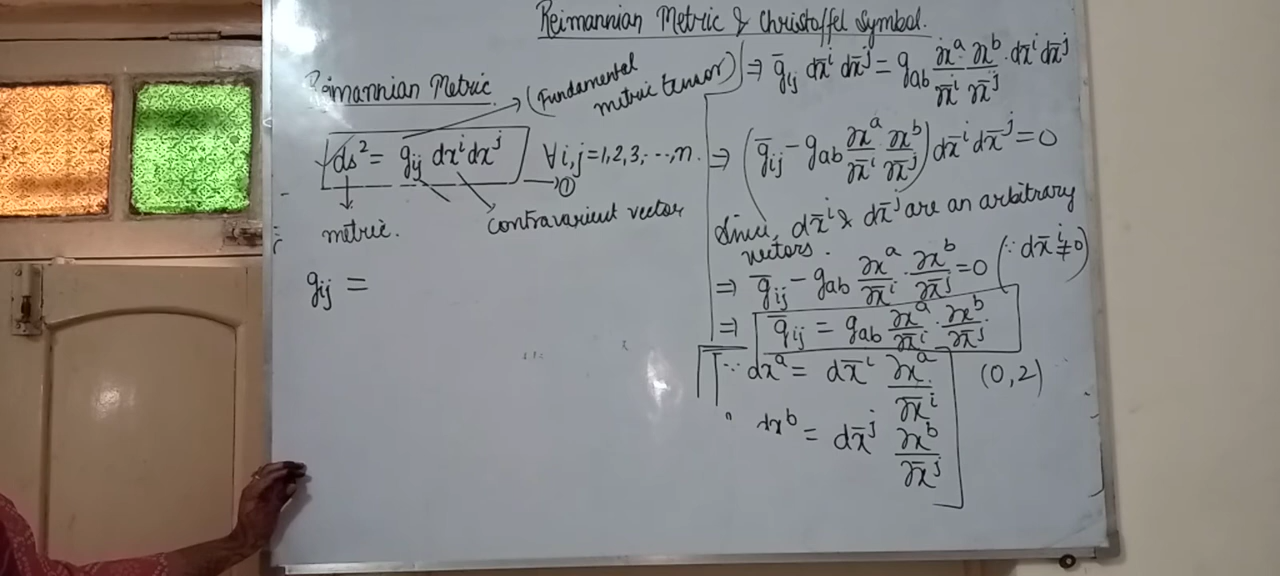 Reimannian Metric & Christoffel Symbol.
Reimannian Metric
(Fundamental metric tensor)
ds² = gij dxⁱ dxʲ ∀ i,j = 1,2,3,...,n.
①
metric.
contravarient vector
gij =
⇒ ḡij dx̄ⁱ dx̄ʲ = gab ∂xᵃ/∂x̄ⁱ ∂xᵇ/∂x̄ʲ · dx̄ⁱ dx̄ʲ
⇒ (ḡij - gab ∂xᵃ/∂x̄ⁱ · ∂xᵇ/∂x̄ʲ) dx̄ⁱ dx̄ʲ = 0
Since, dx̄ⁱ & dx̄ʲ are an arbitrary
vectors.
⇒ ḡij - gab ∂xᵃ/∂x̄ⁱ · ∂xᵇ/∂x̄ʲ = 0 (∵ dx̄ⁱ ≠ 0)
⇒ ḡij = gab ∂xᵃ/∂x̄ⁱ · ∂xᵇ/∂x̄ʲ
∵ dxᵃ = dx̄ⁱ ∂xᵃ/∂x̄ⁱ (0,2)
dxᵇ = dx̄ʲ ∂xᵇ/∂x̄ʲ